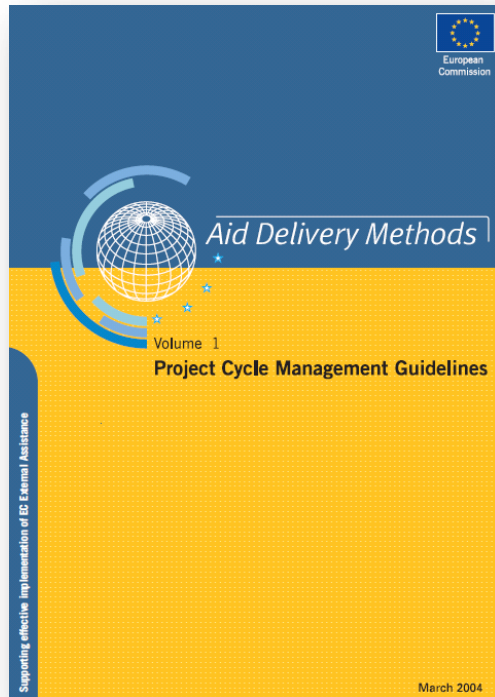 European
Commission
Aid Delivery Methods
Volume 1
Project Cycle Management Guidelines
Supporting effective implementation of EC External Assistance
March 2004